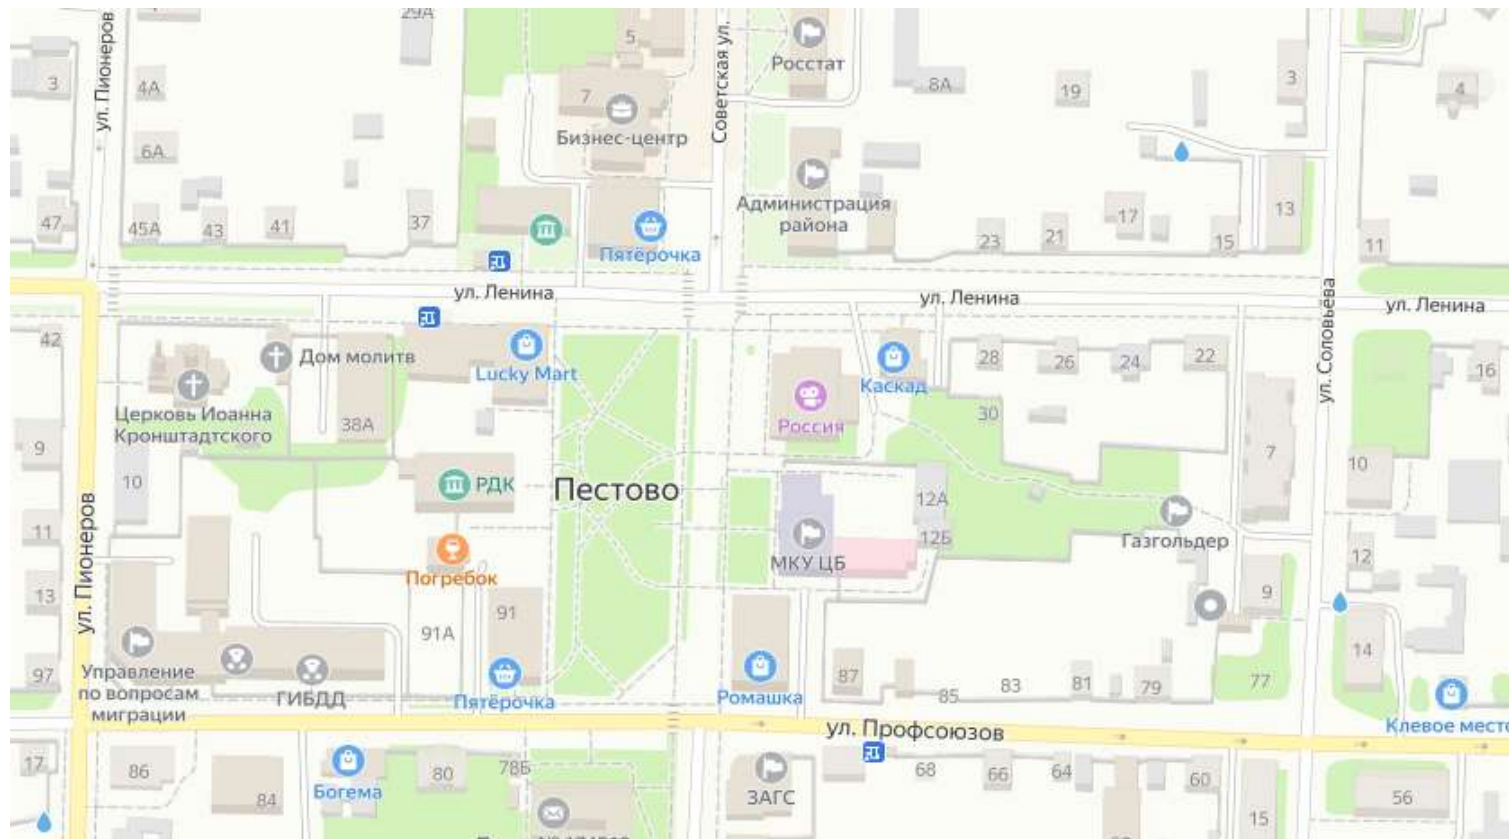 29А
ул. Пионеров
5
Советская ул.
Росстат
3
4А
7
8А
19
3
4
Бизнес-центр
6А
47
45А
43
41
37
Администрация
района
Пятёрочка
23
21
17
15
13
11
ул. Ленина
ул. Ленина
ул. Ленина
42
Дом молитв
Lucky Mart
Каскад
28
26
24
22
ул. Соловьёва
16
Церковь Иоанна
Кронштадтского
38А
Россия
30
9
10
РДК
Пестово
12А
7
10
11
ул. Пионеров
12Б
Газгольдер
МКУ ЦБ
12
Погребок
13
91
9
91А
97
Управление
по вопросам
миграции
ГИБДД
Пятёрочка
Ромашка
87
85
83
81
79
77
14
Клевое место
ул. Профсоюзов
17
86
84
Богема
80
78Б
ЗАГС
68
66
64
60
56
15